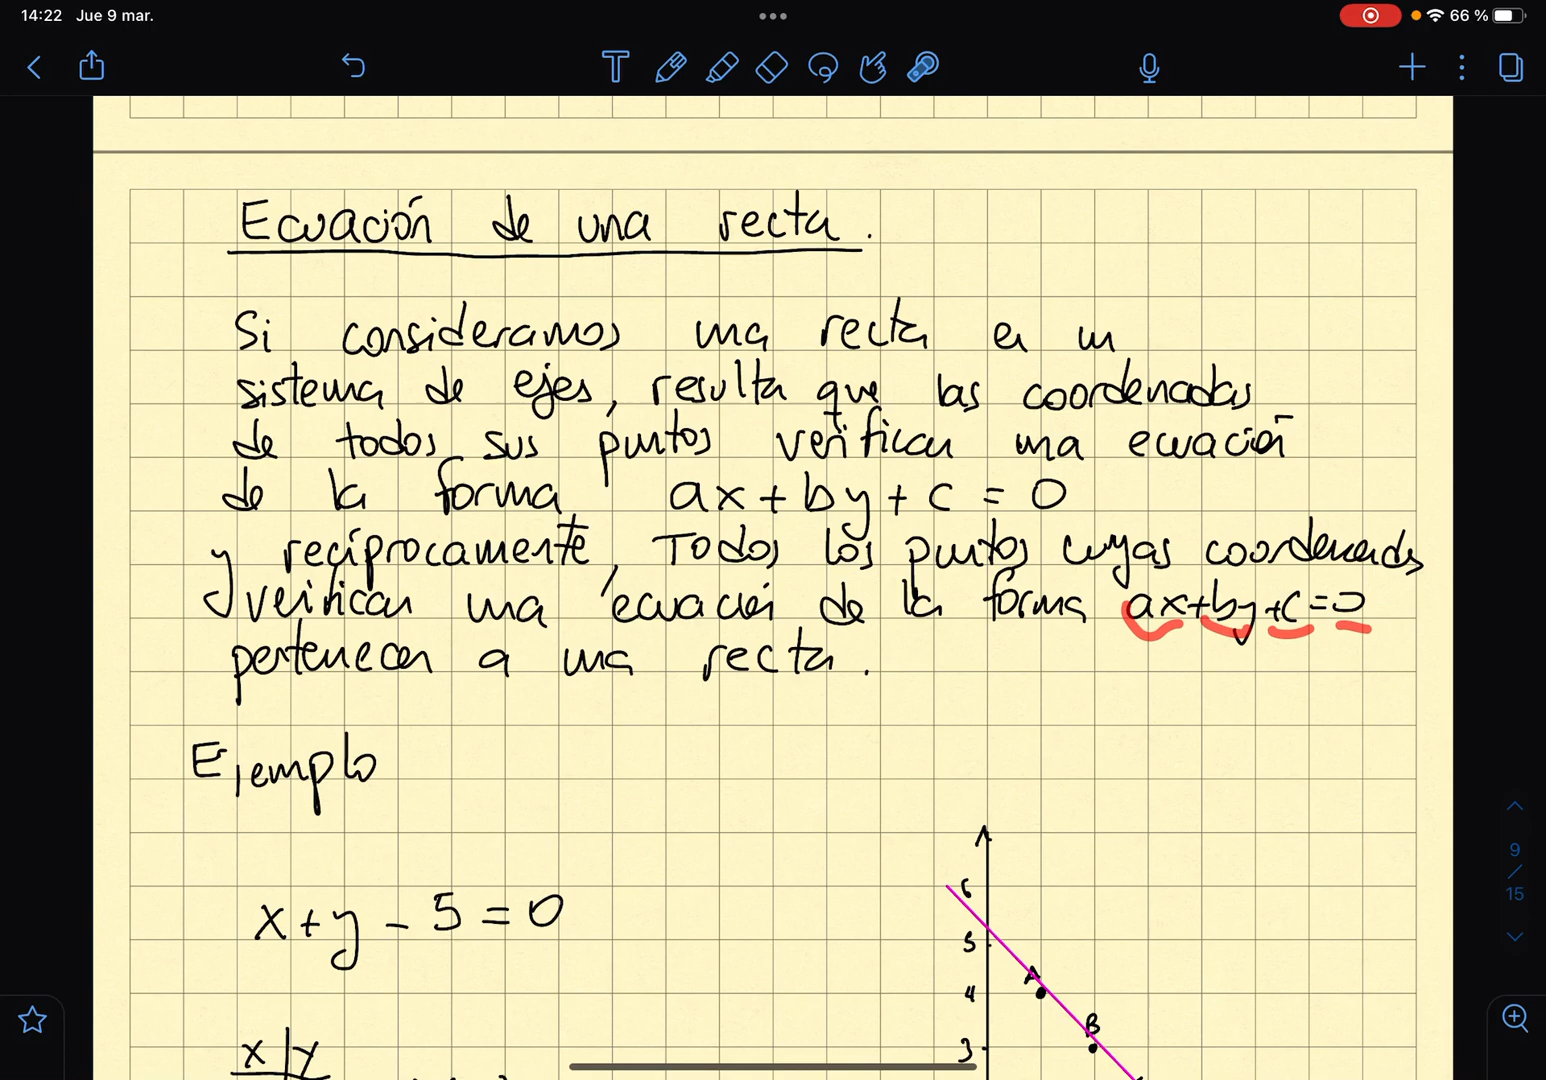 14:22 Jue 9 mar.
66 %
Ecuación de una recta.
Si consideramos una recta en un
sistema de ejes, resulta que las coordenadas
de todos sus puntos verifican una ecuación
de la forma ax + by + c = 0
y recíprocamente, Todos los puntos cuyas coordenadas
verifican una ecuación de la forma ax+by+c=0
pertenecen a una recta.
Ejemplo
x + y - 5 = 0
6
5
A
4
B
3
x | y
9
/
15